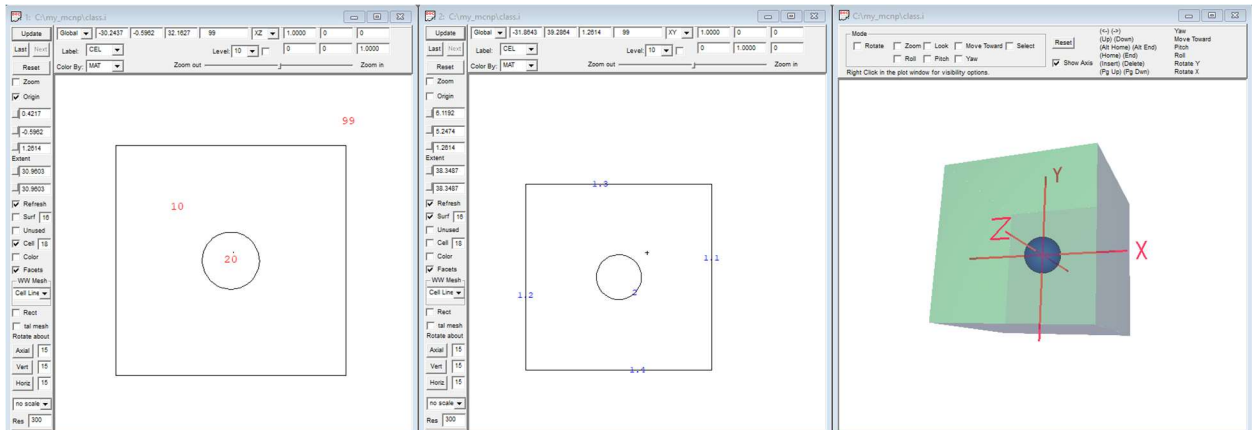 1: C:\my_mcnp\class.i
Update Global -30.2437 -0.5962 32.1627 99 XZ 1.0000 0 0
Last Next Label: CEL Level: 10 0 0 1.0000
Reset Color By: MAT Zoom out Zoom in
Zoom
Origin
0.4217
-0.5962
1.2614
Extent
30.9603
30.9603
Refresh
Surf 16
Unused
Cell 18
Color
Facets
WW Mesh
Cell Line
Rect
tal mesh
Rotate about
Axial 15
Vert 15
Horiz 15
no scale
Res 300
99
10
20
2: C:\my_mcnp\class.i
Update Global -31.8643 39.2864 1.2614 99 XY 1.0000 0 0
Last Next Label: CEL Level: 10 0 1.0000 0
Reset Color By: MAT Zoom out Zoom in
Zoom
Origin
6.1192
5.2474
1.2614
Extent
38.3487
38.3487
Refresh
Surf 16
Unused
Cell 18
Color
Facets
WW Mesh
Cell Line
Rect
tal mesh
Rotate about
Axial 15
Vert 15
Horiz 15
no scale
Res 300
1.3
1.1
1.2
2
1.4
C:\my_mcnp\class.i
Mode
Rotate Zoom Look Move Toward Select
Roll Pitch Yaw
Right Click in the plot window for visibility options.
Reset
Show Axis
(<-) (->) Yaw
(Up) (Down) Move Toward
(Alt Home) (Alt End) Pitch
(Home) (End) Roll
(Insert) (Delete) Rotate Y
(Pg Up) (Pg Dwn) Rotate X
Y
Z
X